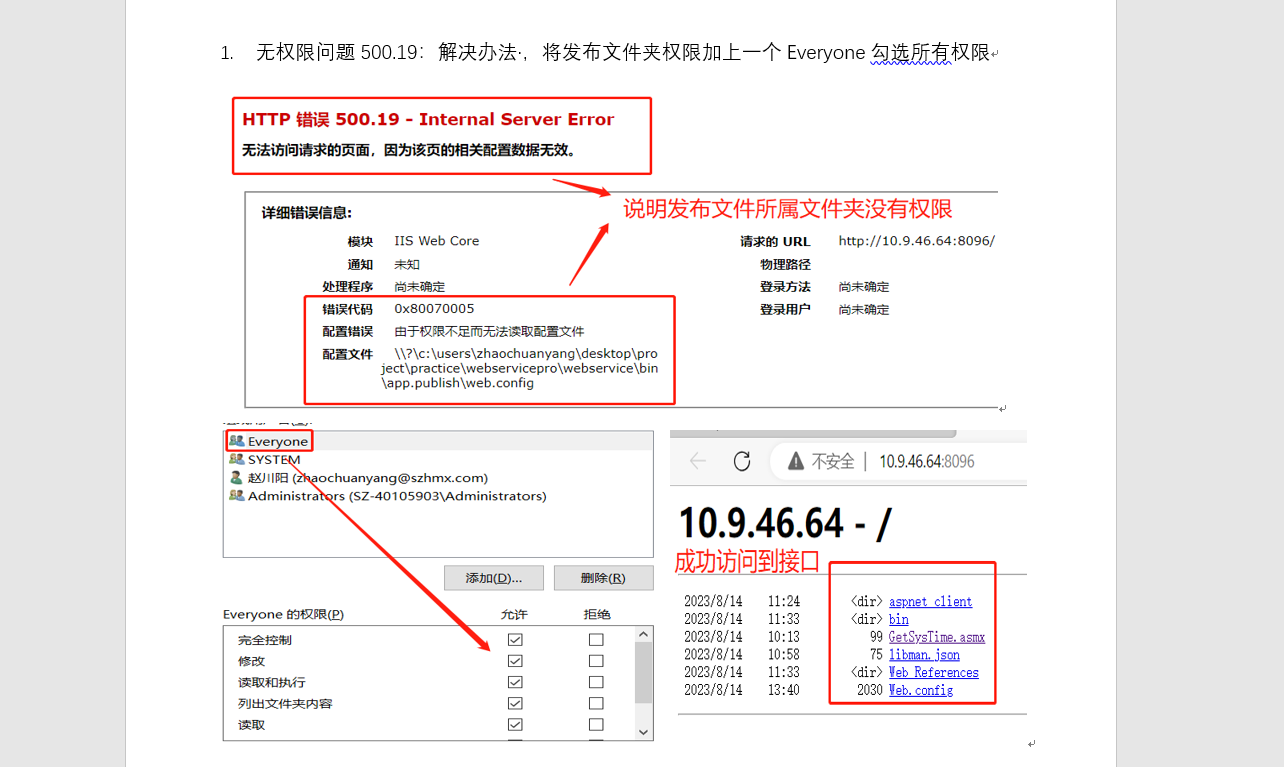 1. 无权限问题 500.19：解决办法·，将发布文件夹权限加上一个 Everyone 勾选所有权限
HTTP 错误 500.19 - Internal Server Error
无法访问请求的页面，因为该页的相关配置数据无效。
说明发布文件所属文件夹没有权限
详细错误信息:
模块 IIS Web Core
通知 未知
处理程序 尚未确定
错误代码 0x80070005
配置错误 由于权限不足而无法读取配置文件
配置文件 \\?\c:\users\zhaochuanyang\desktop\pro
ject\practice\webservicepro\webservice\bin
\app.publish\web.config
请求的 URL http://10.9.46.64:8096/
物理路径
登录方法 尚未确定
登录用户 尚未确定
Everyone
SYSTEM
赵川阳 (zhaochuanyang@szhmx.com)
Administrators (SZ-40105903\Administrators)
添加(D)... 删除(R)
Everyone 的权限(P) 允许 拒绝
完全控制
修改
读取和执行
列出文件夹内容
读取
不安全 | 10.9.46.64:8096
10.9.46.64 - /
成功访问到接口
2023/8/14 11:24 <dir> aspnet_client
2023/8/14 11:33 <dir> bin
2023/8/14 10:13 99 GetSysTime.asmx
2023/8/14 10:58 75 libman.json
2023/8/14 11:33 <dir> Web References
2023/8/14 13:40 2030 Web.config